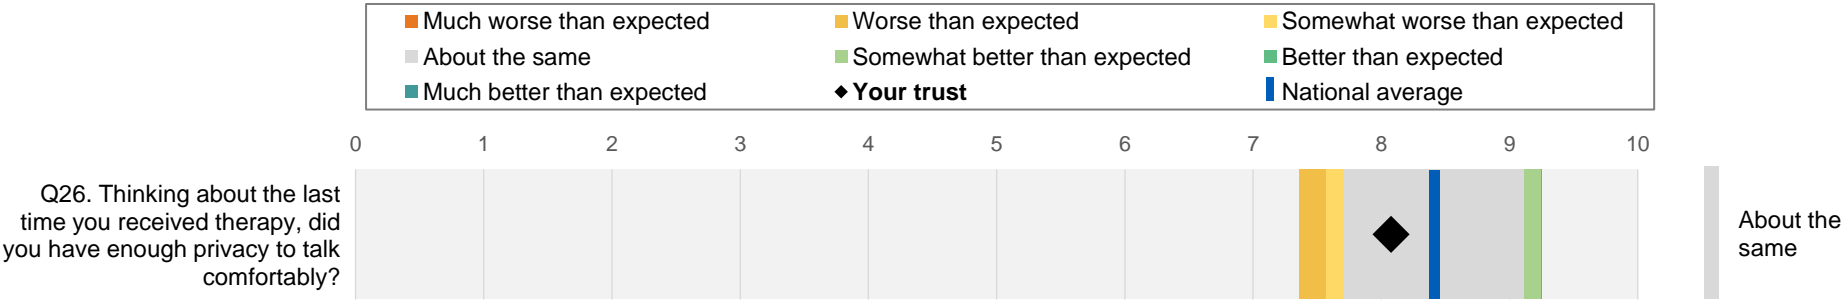 Much worse than expected Worse than expected Somewhat worse than expected
About the same Somewhat better than expected Better than expected
Much better than expected Your trust National average
0 1 2 3 4 5 6 7 8 9 10
Q26. Thinking about the last
time you received therapy, did
you have enough privacy to talk
comfortably?
About the
same